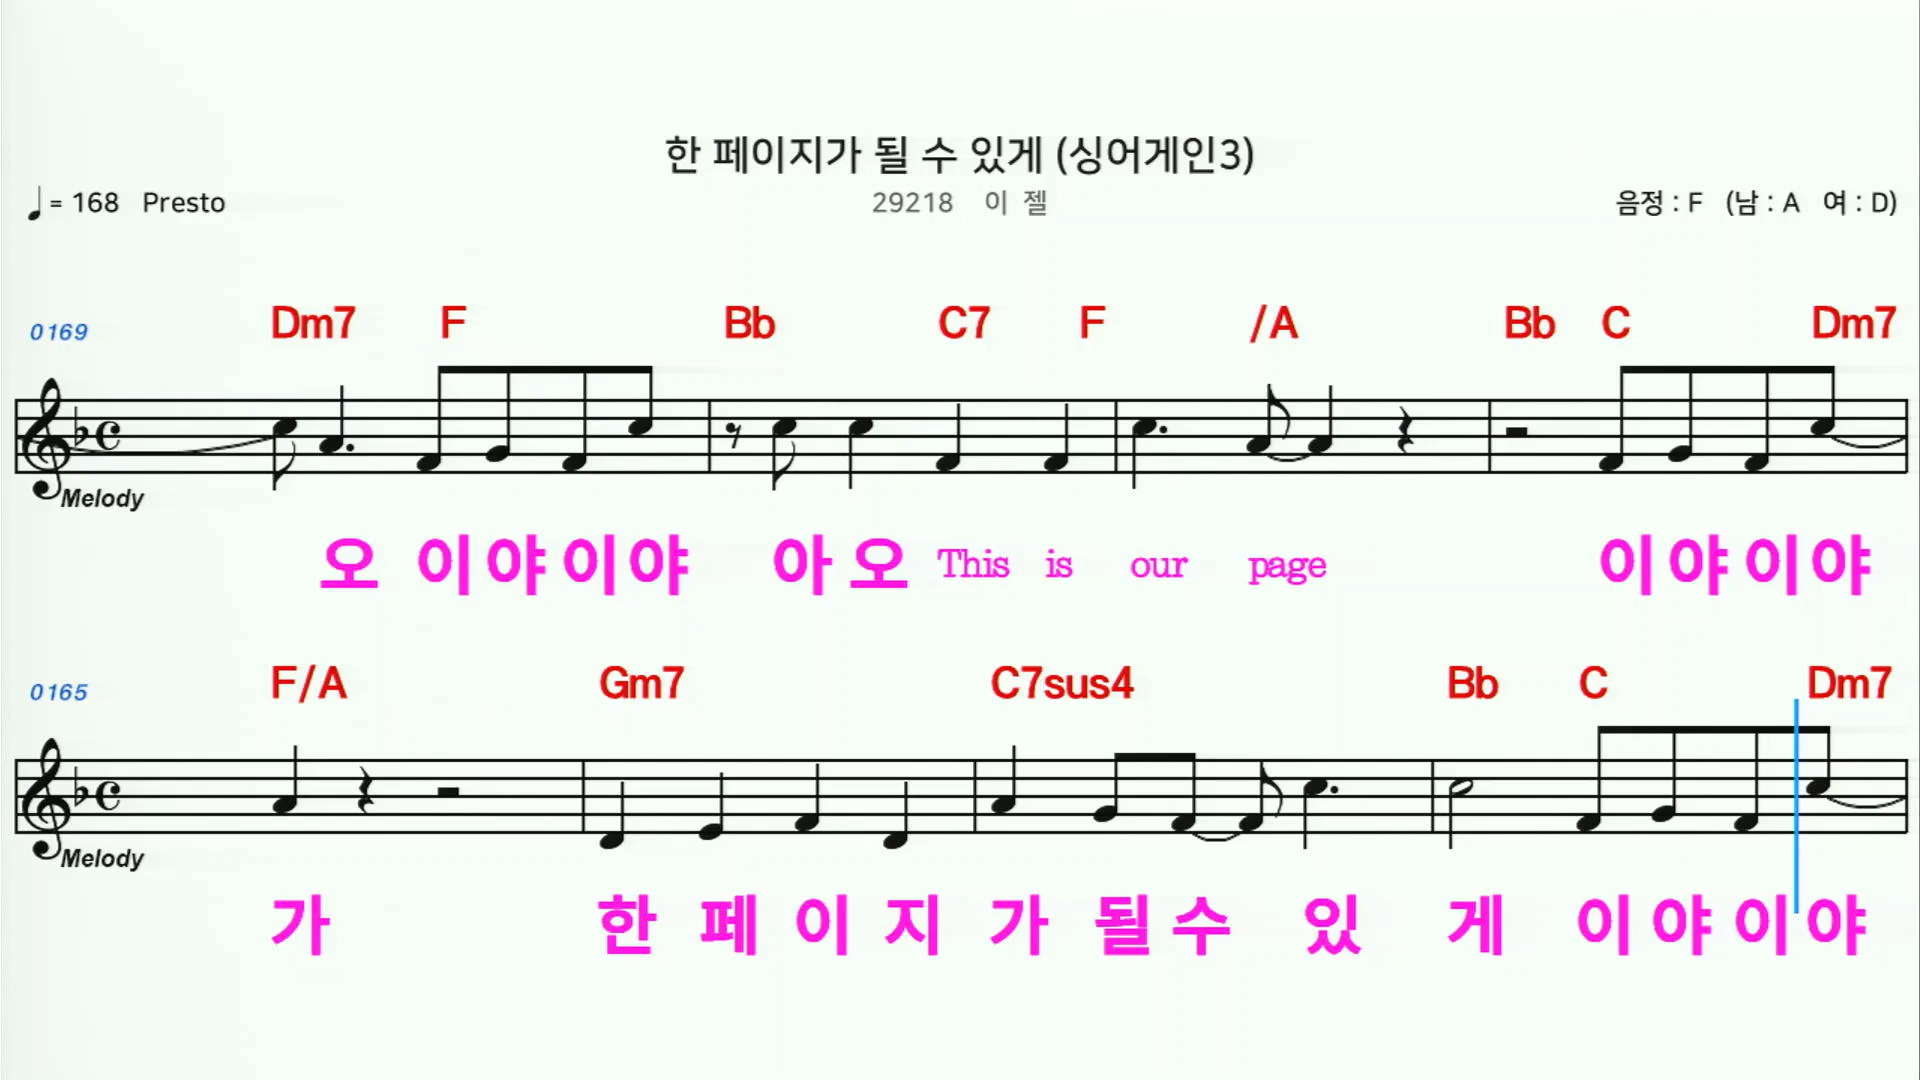 한 페이지가 될 수 있게 (싱어게인3)
♩= 168 Presto
29218 이 젤
음정 : F (남 : A 여 : D)
0169 Dm7 F Bb C7 F /A Bb C Dm7
Melody
오 이야이야 아오 This is our page 이야이야
0165 F/A Gm7 C7sus4 Bb C Dm7
Melody
가 한 페 이 지 가 될수 있 게 이야이야